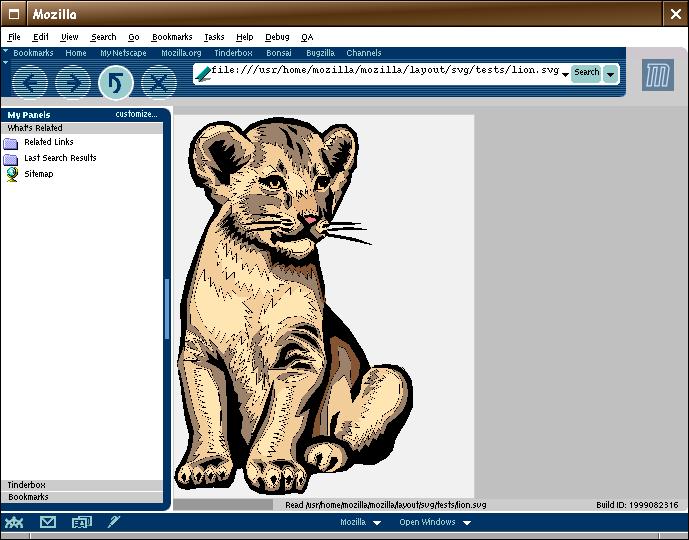 Mozilla
File Edit View Search Go Bookmarks Tasks Help Debug QA
Bookmarks Home My Netscape Mozilla.org Tinderbox Bonsai Bugzilla Channels
file:///usr/home/mozilla/mozilla/layout/svg/tests/lion.svg Search
My Panels customize...
What's Related
Related Links
Last Search Results
Sitemap
Tinderbox
Bookmarks
Read /usr/home/mozilla/mozilla/layout/svg/tests/lion.svg Build ID: 1999082316
Mozilla Open Windows